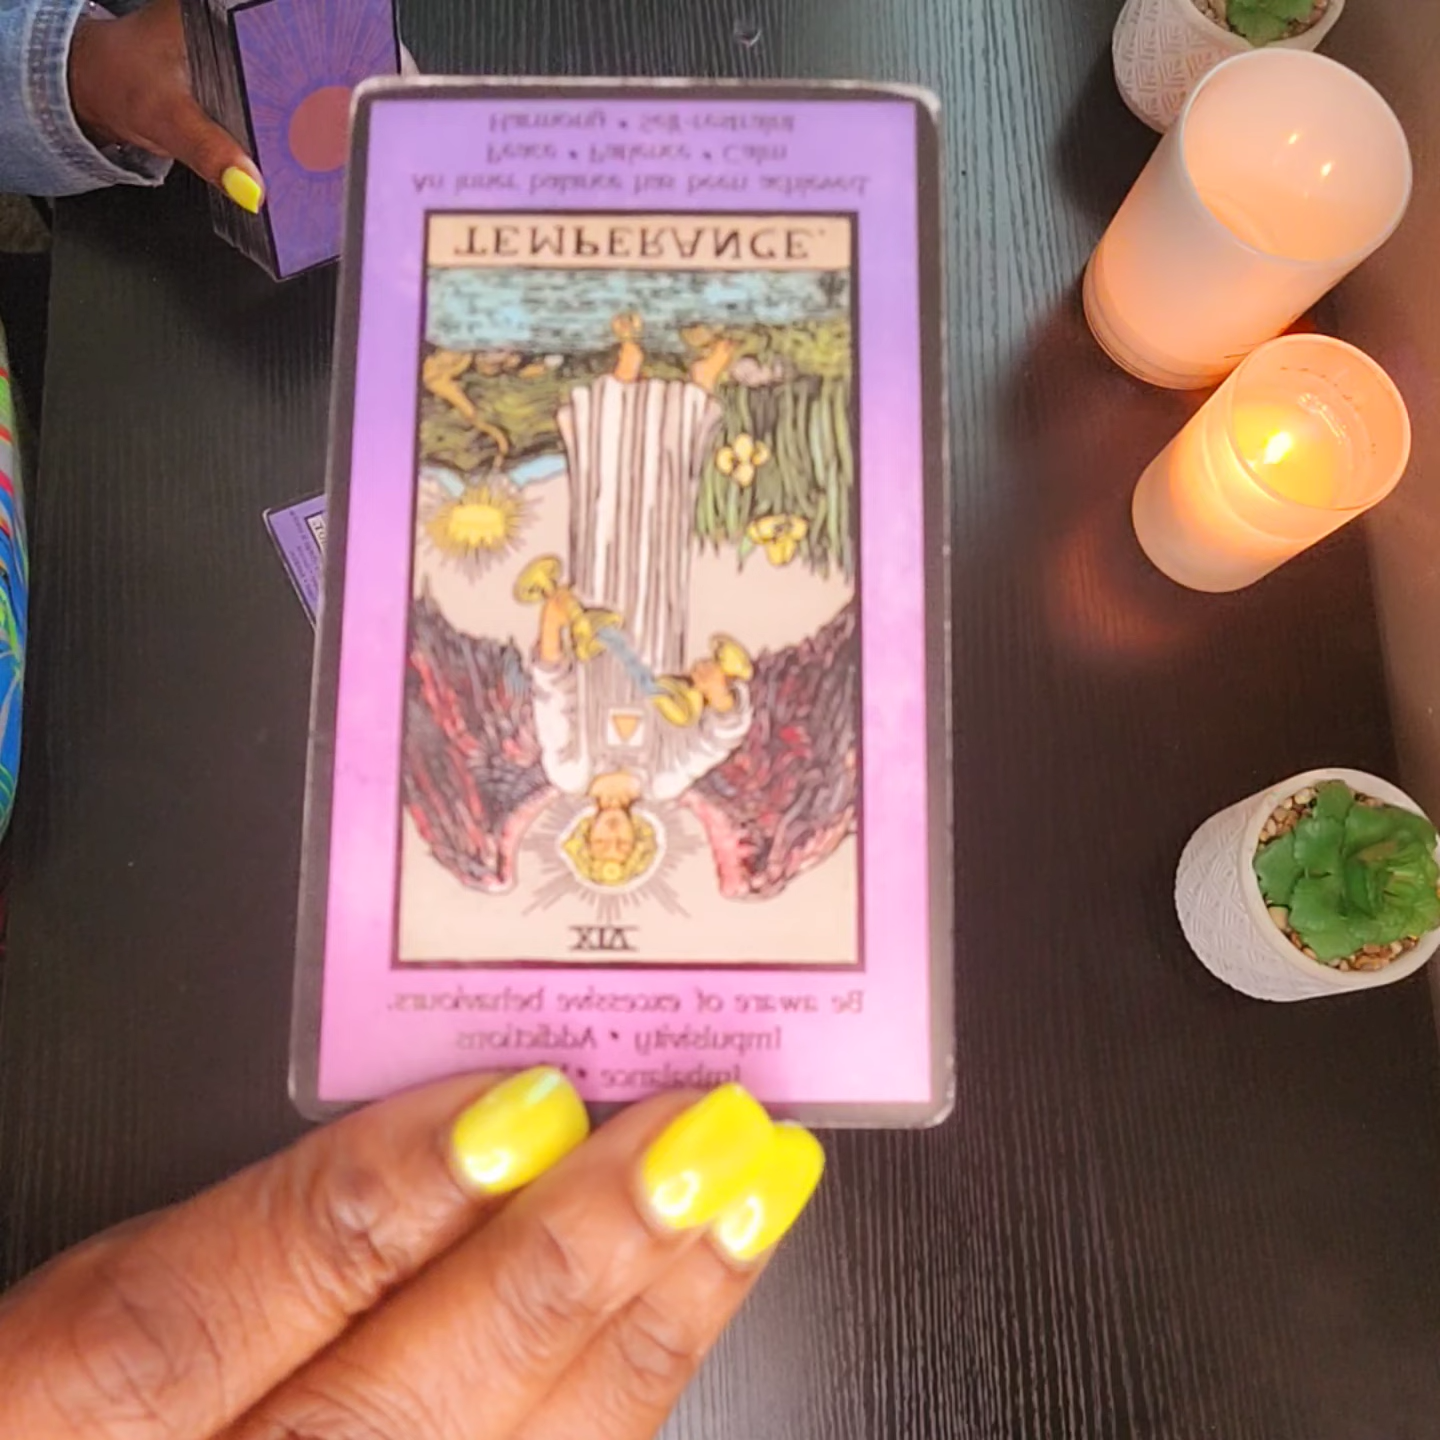 XIV
TEMPERANCE.
An inner balance has been achieved.
Peace • Patience • Calm
Harmony • Self-restraint
Be aware of excessive behaviours.
Impulsivity • Addictions
Imbalance •